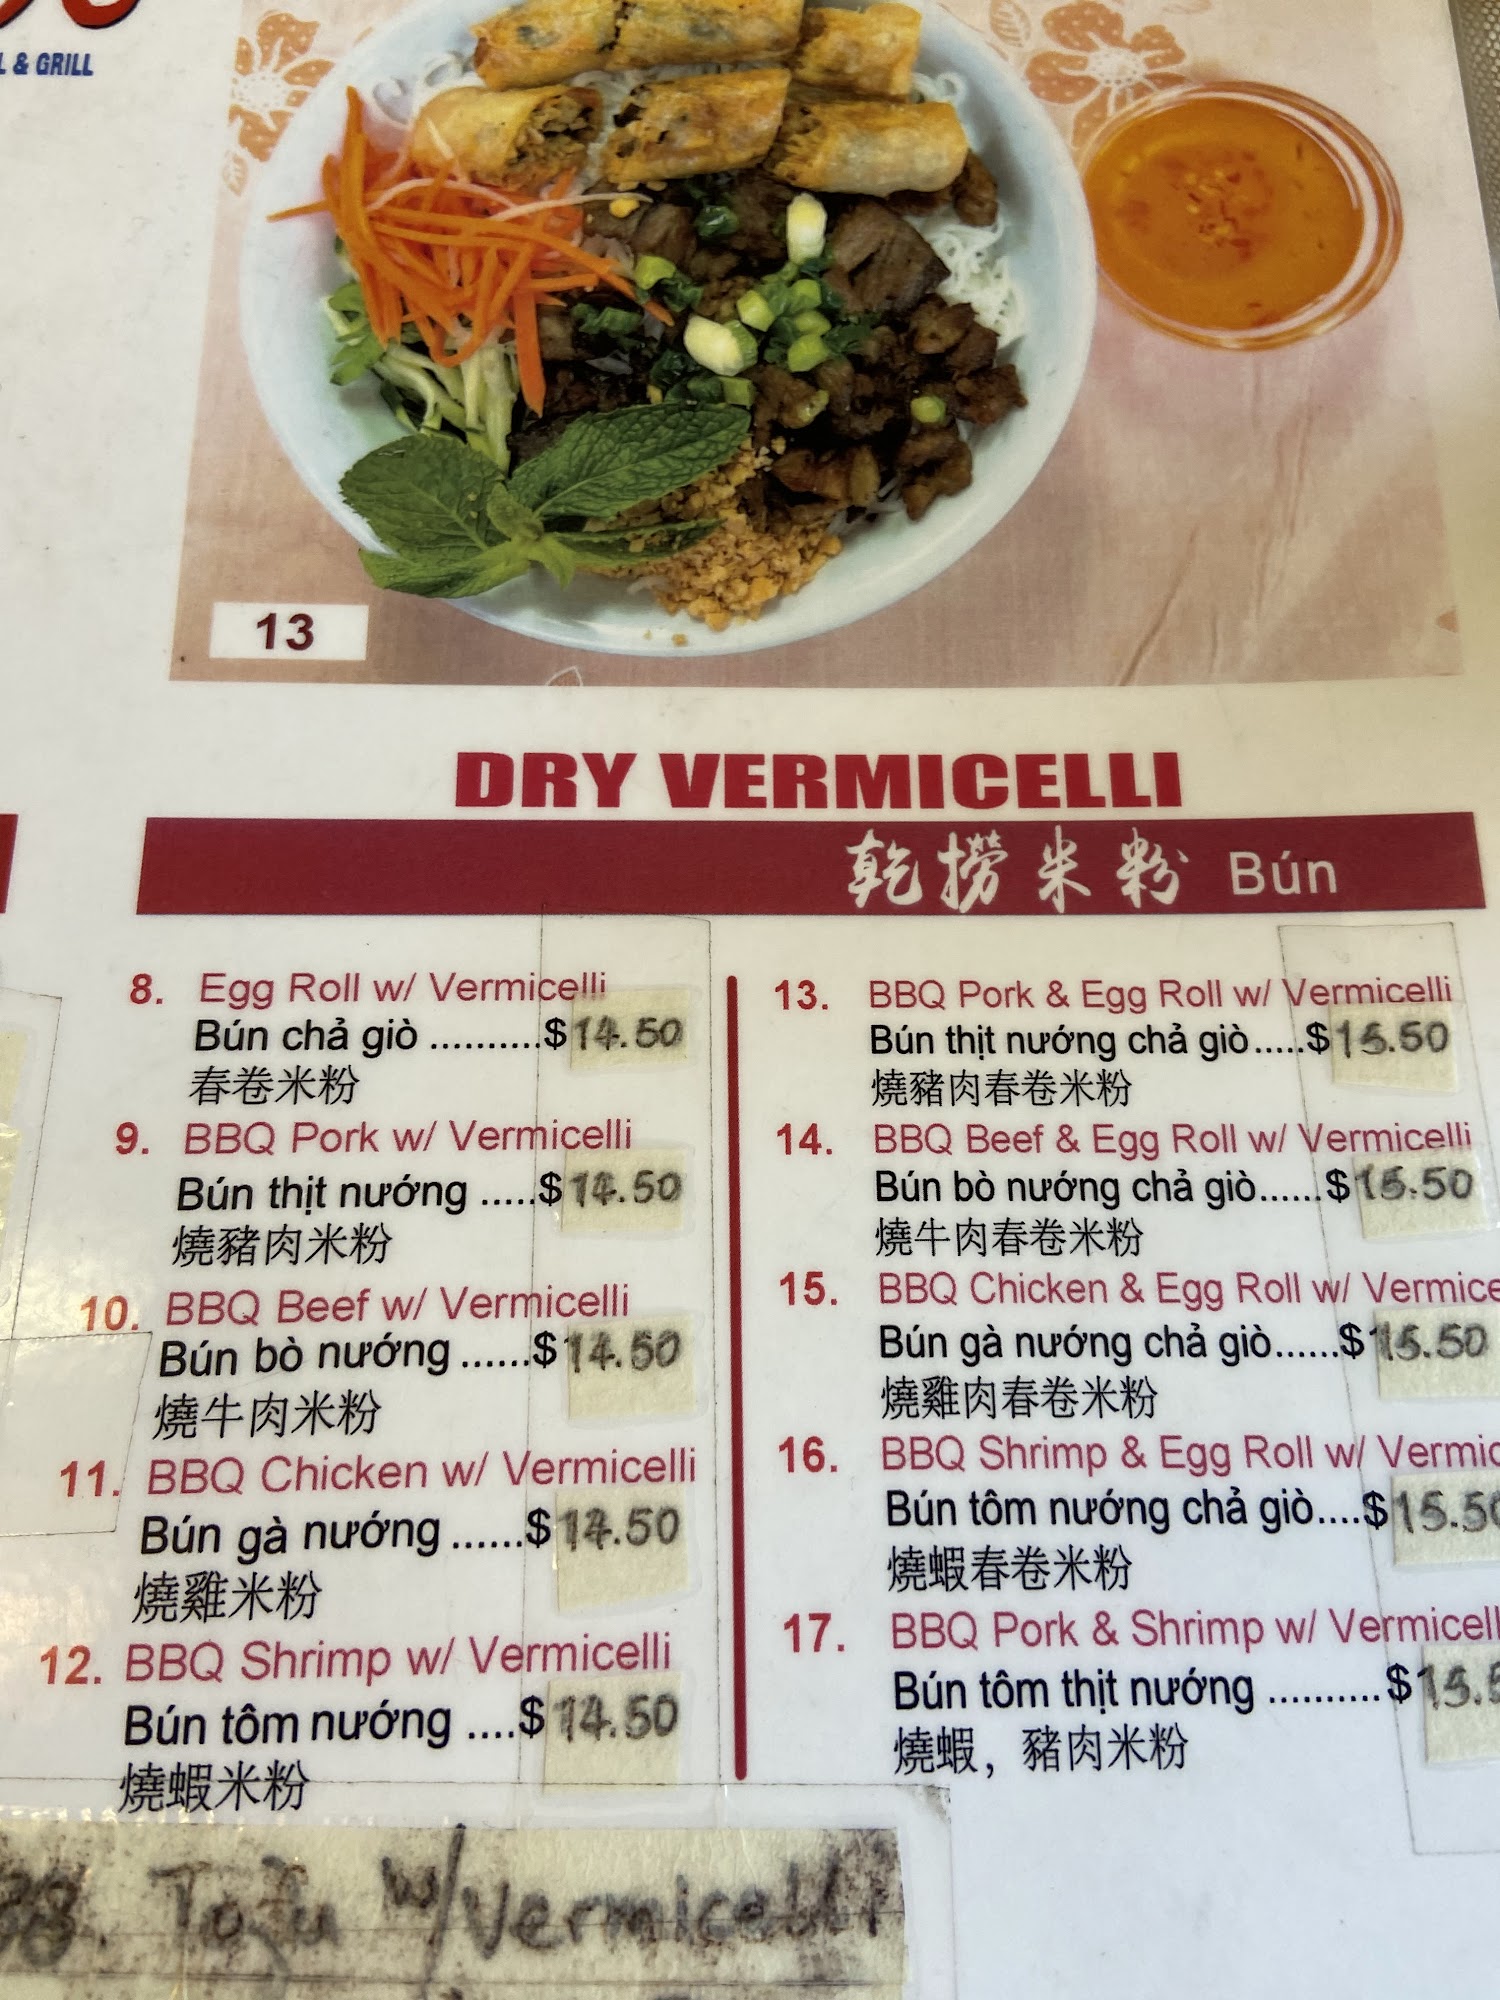 L & GRILL
13
DRY VERMICELLI
乾撈米粉 Bún
8. Egg Roll w/ Vermicelli
Bún chả giò ..........$14.50
春卷米粉
9. BBQ Pork w/ Vermicelli
Bún thịt nướng .....$14.50
燒豬肉米粉
10. BBQ Beef w/ Vermicelli
Bún bò nướng ......$14.50
燒牛肉米粉
11. BBQ Chicken w/ Vermicelli
Bún gà nướng ......$14.50
燒雞米粉
12. BBQ Shrimp w/ Vermicelli
Bún tôm nướng ....$14.50
燒蝦米粉
13. BBQ Pork & Egg Roll w/ Vermicelli
Bún thịt nướng chả giò.....$15.50
燒豬肉春卷米粉
14. BBQ Beef & Egg Roll w/ Vermicelli
Bún bò nướng chả giò......$15.50
燒牛肉春卷米粉
15. BBQ Chicken & Egg Roll w/ Vermice
Bún gà nướng chả giò......$15.50
燒雞肉春卷米粉
16. BBQ Shrimp & Egg Roll w/ Vermic
Bún tôm nướng chả giò....$15.50
燒蝦春卷米粉
17. BBQ Pork & Shrimp w/ Vermicell
Bún tôm thịt nướng ..........$15.5
燒蝦, 豬肉米粉
Tofu w/Vermicelli